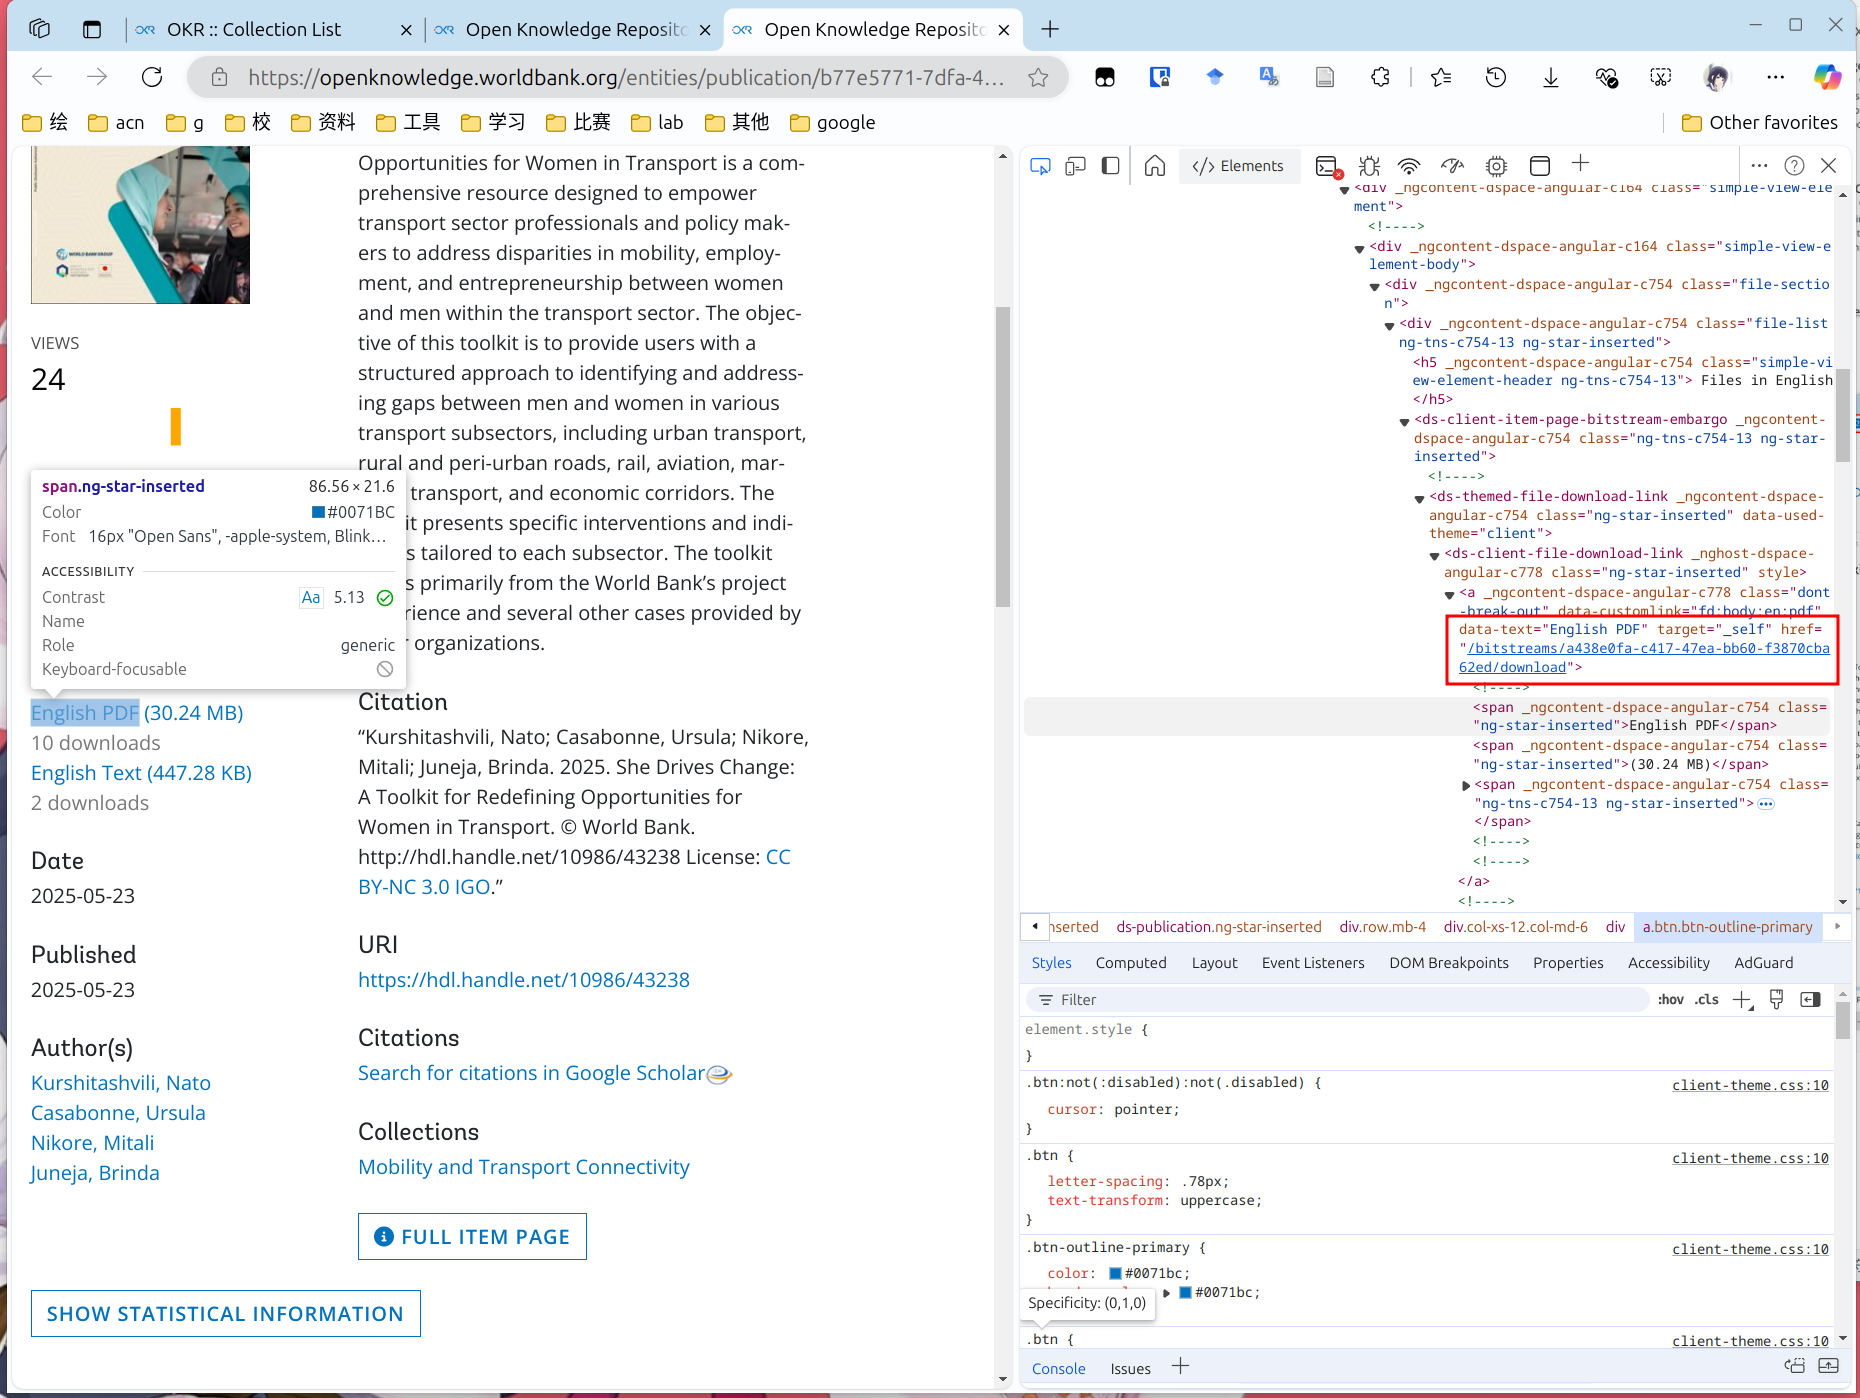 OKR :: Collection List
Open Knowledge Reposito
Open Knowledge Reposito
https://openknowledge.worldbank.org/entities/publication/b77e5771-7dfa-4...
绘
acn
g
校
资料
工具
学习
比赛
lab
其他
google
Other favorites
WORLD BANK GROUP
VIEWS
24
span.ng-star-inserted 86.56×21.6
Color #0071BC
Font 16px "Open Sans", -apple-system, Blink...
ACCESSIBILITY
Contrast Aa 5.13
Name
Role generic
Keyboard-focusable
English PDF (30.24 MB)
10 downloads
English Text (447.28 KB)
2 downloads
Date
2025-05-23
Published
2025-05-23
Author(s)
Kurshitashvili, Nato
Casabonne, Ursula
Nikore, Mitali
Juneja, Brinda
SHOW STATISTICAL INFORMATION
Opportunities for Women in Transport is a com-
prehensive resource designed to empower
transport sector professionals and policy mak-
ers to address disparities in mobility, employ-
ment, and entrepreneurship between women
and men within the transport sector. The objec-
tive of this toolkit is to provide users with a
structured approach to identifying and address-
ing gaps between men and women in various
transport subsectors, including urban transport,
rural and peri-urban roads, rail, aviation, mar-
transport, and economic corridors. The
it presents specific interventions and indi-
s tailored to each subsector. The toolkit
s primarily from the World Bank’s project
rience and several other cases provided by
r organizations.
Citation
“Kurshitashvili, Nato; Casabonne, Ursula; Nikore,
Mitali; Juneja, Brinda. 2025. She Drives Change:
A Toolkit for Redefining Opportunities for
Women in Transport. © World Bank.
http://hdl.handle.net/10986/43238 License: CC
BY-NC 3.0 IGO.”
URI
https://hdl.handle.net/10986/43238
Citations
Search for citations in Google Scholar
Collections
Mobility and Transport Connectivity
FULL ITEM PAGE
</> Elements
<div _ngcontent-dspace-angular-c164 class="simple-view-ele
ment">
<!---->
<div _ngcontent-dspace-angular-c164 class="simple-view-e
lement-body">
<div _ngcontent-dspace-angular-c754 class="file-sectio
n">
<div _ngcontent-dspace-angular-c754 class="file-list
ng-tns-c754-13 ng-star-inserted">
<h5 _ngcontent-dspace-angular-c754 class="simple-vi
ew-element-header ng-tns-c754-13"> Files in English
</h5>
<ds-client-item-page-bitstream-embargo _ngcontent-
dspace-angular-c754 class="ng-tns-c754-13 ng-star-
inserted">
<!---->
<ds-themed-file-download-link _ngcontent-dspace-
angular-c754 class="ng-star-inserted" data-used-
theme="client">
<ds-client-file-download-link _nghost-dspace-
angular-c778 class="ng-star-inserted" style>
<a _ngcontent-dspace-angular-c778 class="dont
-break-out" data-customlink="fd:body:en:pdf"
data-text="English PDF" target="_self" href=
"/bitstreams/a438e0fa-c417-47ea-bb60-f3870cba
62ed/download">
<!---->
<span _ngcontent-dspace-angular-c754 class=
"ng-star-inserted">English PDF</span>
<span _ngcontent-dspace-angular-c754 class=
"ng-star-inserted">(30.24 MB)</span>
<span _ngcontent-dspace-angular-c754 class=
"ng-tns-c754-13 ng-star-inserted">
</span>
<!---->
<!---->
</a>
<!---->
nserted ds-publication.ng-star-inserted div.row.mb-4 div.col-xs-12.col-md-6 div a.btn.btn-outline-primary
Styles Computed Layout Event Listeners DOM Breakpoints Properties Accessibility AdGuard
Filter :hov .cls
element.style {
}
.btn:not(:disabled):not(.disabled) { client-theme.css:10
cursor: pointer;
}
.btn { client-theme.css:10
letter-spacing: .78px;
text-transform: uppercase;
}
.btn-outline-primary { client-theme.css:10
color: #0071bc;
#0071bc;
Specificity: (0,1,0)
.btn { client-theme.css:10
Console Issues